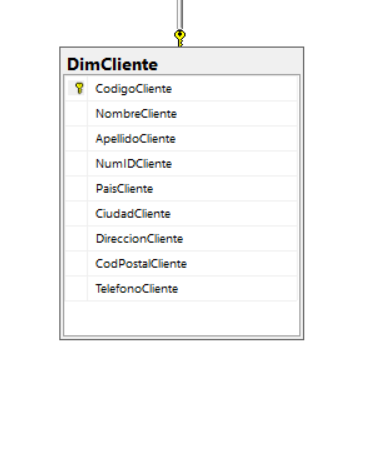 DimCliente
CodigoCliente
NombreCliente
ApellidoCliente
NumIDCliente
PaisCliente
CiudadCliente
DireccionCliente
CodPostalCliente
TelefonoCliente